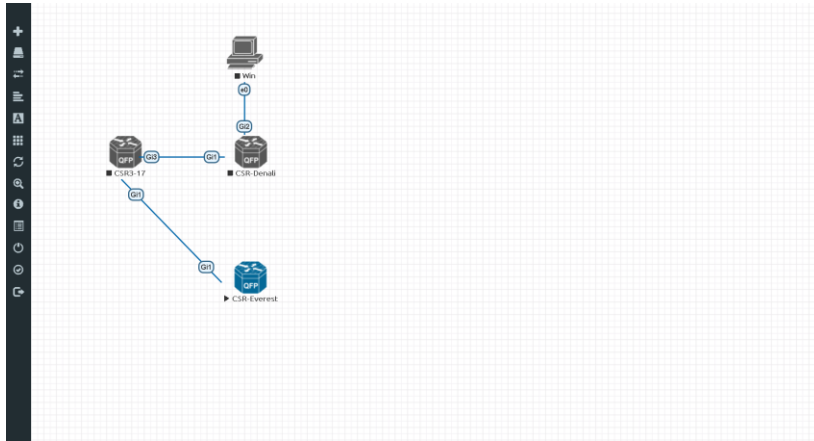 Win
e0
Gi2
Gi3
Gi1
QFP
QFP
CSR3-17
CSR-Denali
Gi1
Gi1
QFP
CSR-Everest